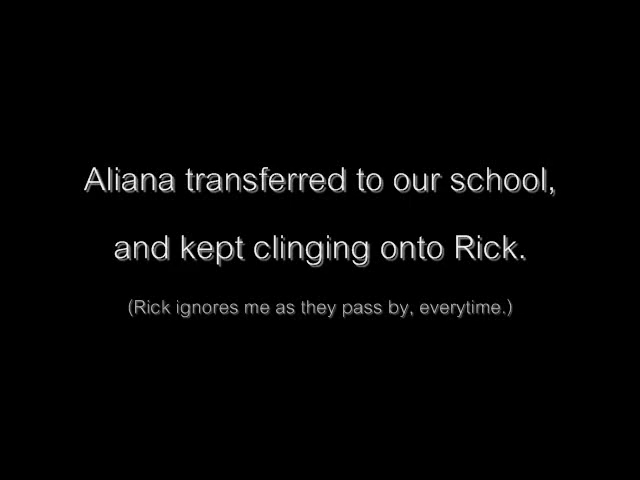 Aliana transferred to our school,
and kept clinging onto Rick.
(Rick ignores me as they pass by, everytime.)